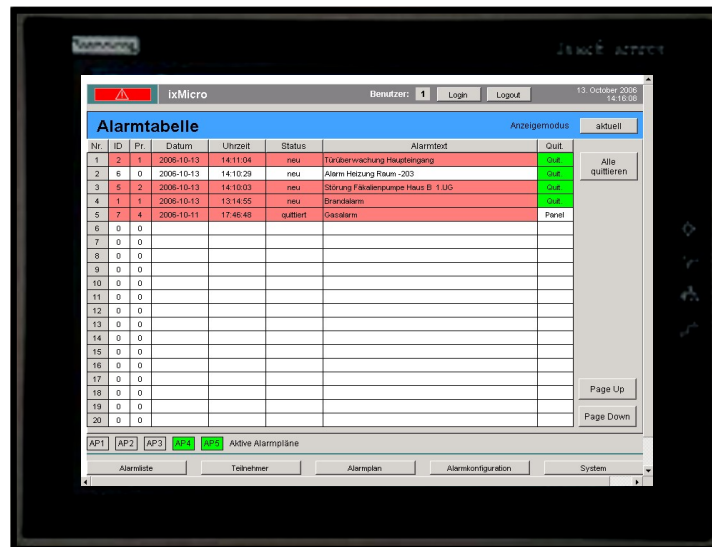 ixMicro Benutzer: 1 Login Logout 13. October 2006 14:16:08
Alarmtabelle Anzeigemodus aktuell
Nr. ID Pr. Datum Uhrzeit Status Alarmtext Quit.
1 2 1 2006-10-13 14:11:04 neu Türüberwachung Haupteingang Quit.
2 6 0 2006-10-13 14:10:29 neu Alarm Heizung Raum -203 Quit.
3 5 2 2006-10-13 14:10:03 neu Störung Fäkalienpumpe Haus B 1.UG Quit.
4 1 1 2006-10-13 13:14:55 neu Brandalarm Quit.
5 7 4 2006-10-11 17:46:48 quittiert Gasalarm Panel
6 0 0
7 0 0
8 0 0
9 0 0
10 0 0
11 0 0
12 0 0
13 0 0
14 0 0
15 0 0
16 0 0
17 0 0
18 0 0
19 0 0
20 0 0
Alle quittieren
Page Up
Page Down
AP1 AP2 AP3 AP4 AP5 Aktive Alarmpläne
Alarmliste Teilnehmer Alarmplan Alarmkonfiguration System